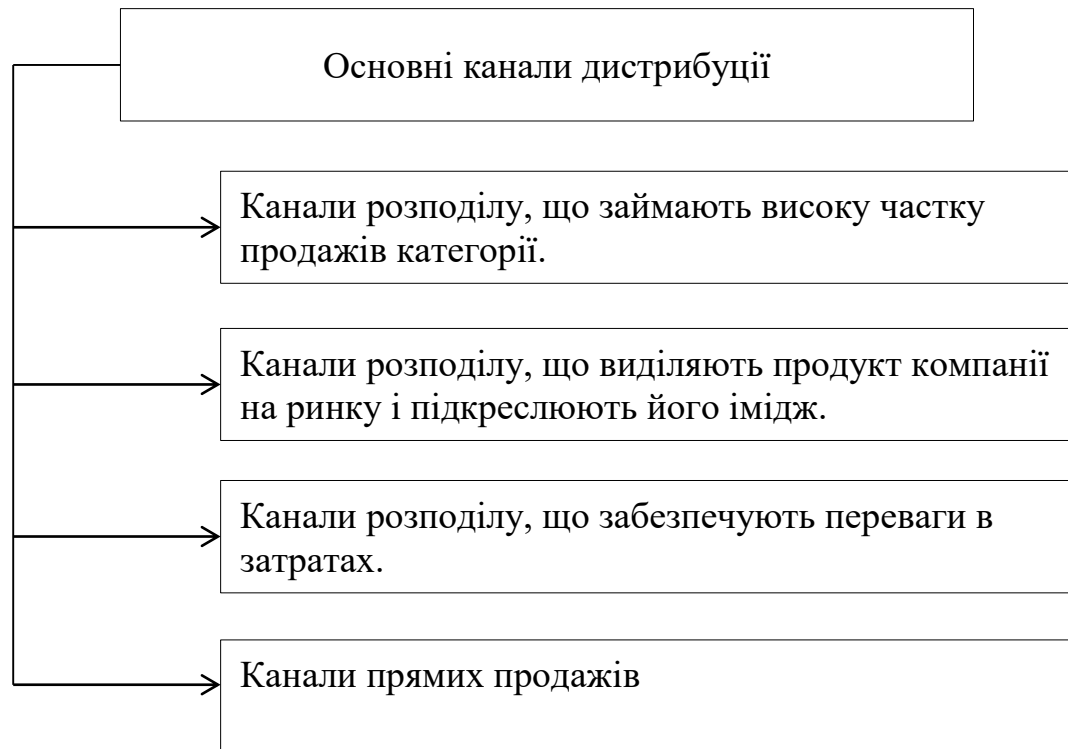 Основні канали дистрибуції
Канали розподілу, що займають високу частку
продажів категорії.
Канали розподілу, що виділяють продукт компанії
на ринку і підкреслюють його імідж.
Канали розподілу, що забезпечують переваги в
затратах.
Канали прямих продажів